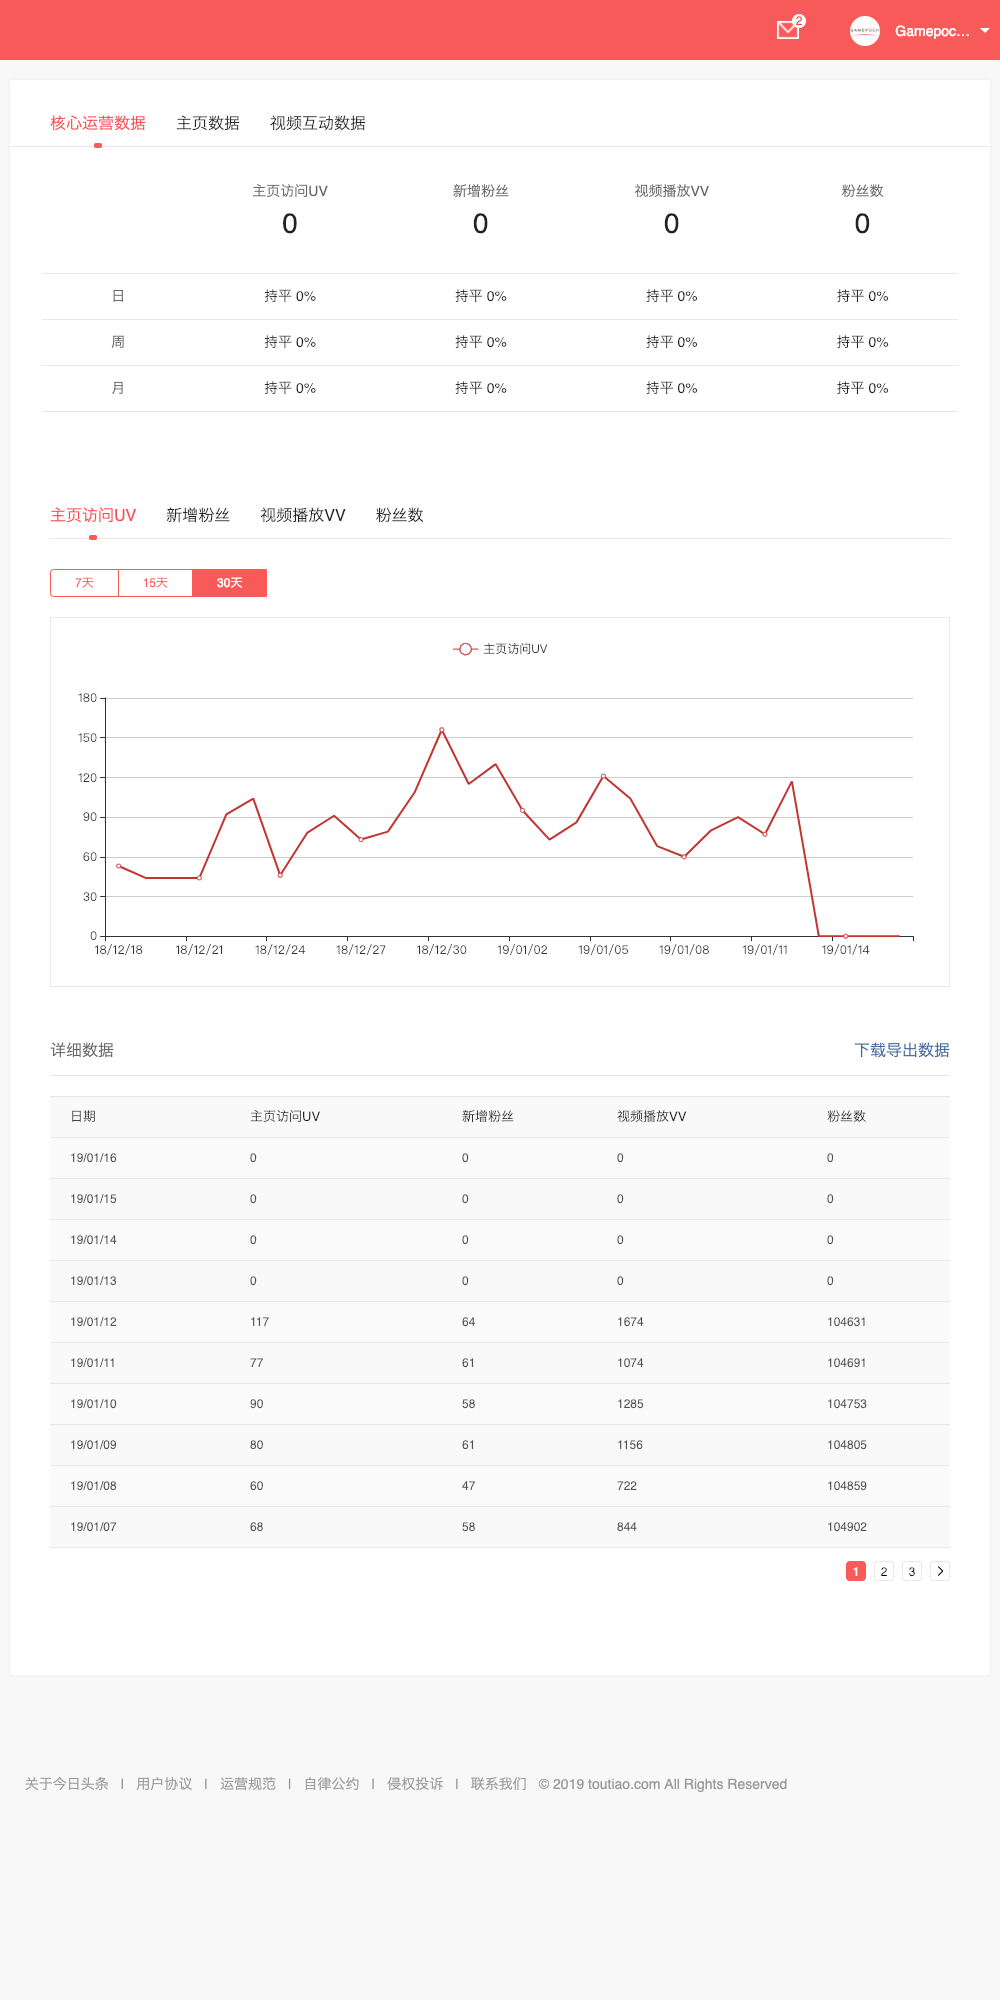 2
GAMEPOCH
Gamepoc...
核心运营数据 主页数据 视频互动数据
主页访问UV 新增粉丝 视频播放VV 粉丝数
0 0 0 0
日 持平 0% 持平 0% 持平 0% 持平 0%
周 持平 0% 持平 0% 持平 0% 持平 0%
月 持平 0% 持平 0% 持平 0% 持平 0%
主页访问UV 新增粉丝 视频播放VV 粉丝数
7天 15天 30天
主页访问UV
180
150
120
90
60
30
0
18/12/18 18/12/21 18/12/24 18/12/27 18/12/30 19/01/02 19/01/05 19/01/08 19/01/11 19/01/14
详细数据 下载导出数据
日期 主页访问UV 新增粉丝 视频播放VV 粉丝数
19/01/16 0 0 0 0
19/01/15 0 0 0 0
19/01/14 0 0 0 0
19/01/13 0 0 0 0
19/01/12 117 64 1674 104631
19/01/11 77 61 1074 104691
19/01/10 90 58 1285 104753
19/01/09 80 61 1156 104805
19/01/08 60 47 722 104859
19/01/07 68 58 844 104902
1 2 3 >
关于今日头条 | 用户协议 | 运营规范 | 自律公约 | 侵权投诉 | 联系我们 © 2019 toutiao.com All Rights Reserved